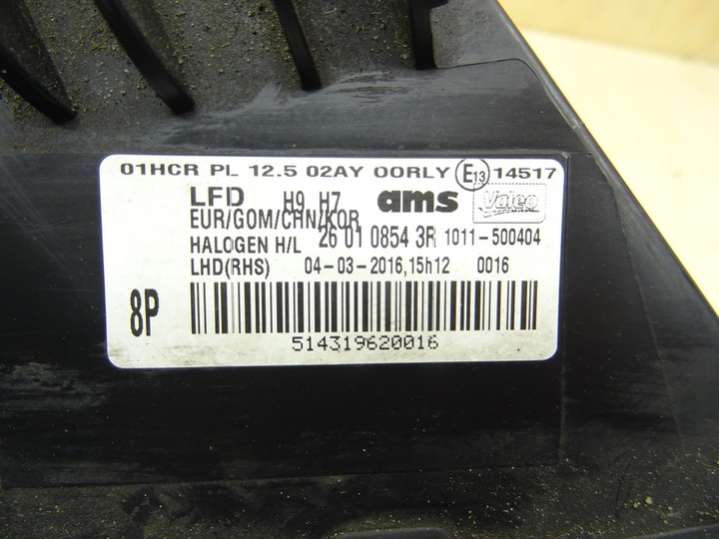 01HCR PL 12.5 02AY 00RLY E13 14517
LFD H9 H7 ams Valeo
EUR/GOM/CHN/KOR
HALOGEN H/L 26 01 0854 3R 1011-500404
LHD(RHS) 04-03-2016,15h12 0016
8P
514319620016